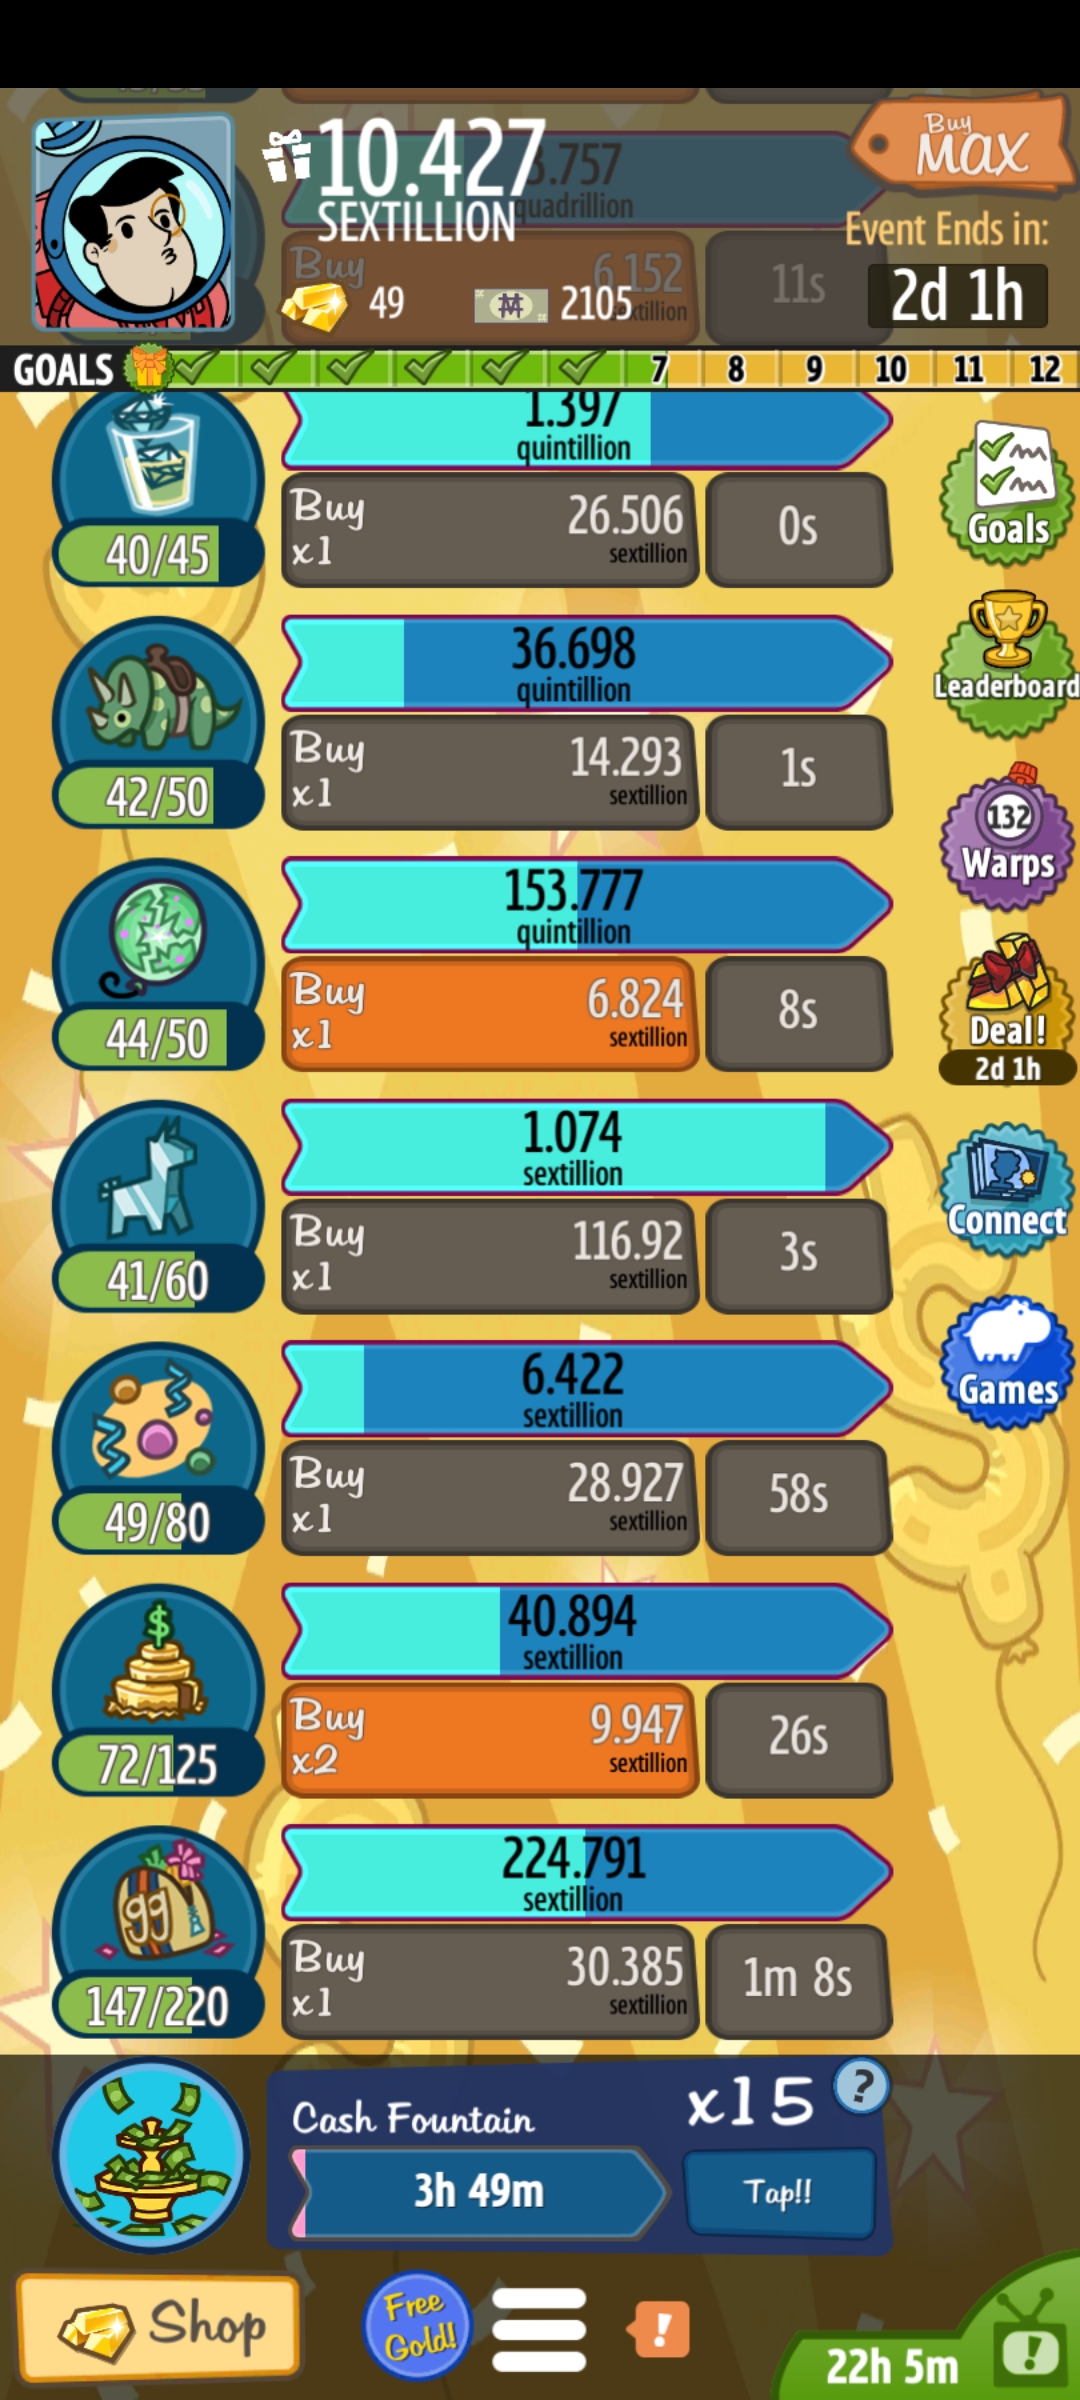 10.427
SEXTILLION
3.757
quadrillion
Buy
MAX
Event Ends in:
2d 1h
Buy
6.152
11s
49
2105
GOALS
7
8
9
10
11
12
1.397
quintillion
Buy
x1
26.506
sextillion
0s
40/45
Goals
36.698
quintillion
Buy
x1
14.293
sextillion
1s
42/50
Leaderboard
153.777
quintillion
Buy
x1
6.824
sextillion
8s
44/50
132
Warps
Deal!
2d 1h
1.074
sextillion
Buy
x1
116.92
sextillion
3s
41/60
Connect
6.422
sextillion
Buy
x1
28.927
sextillion
58s
49/80
Games
40.894
sextillion
Buy
x2
9.947
sextillion
26s
$
72/125
224.791
sextillion
Buy
x1
30.385
sextillion
1m 8s
99
147/220
Cash Fountain
x15
?
3h 49m
Tap!!
Shop
Free
Gold!
!
22h 5m
!